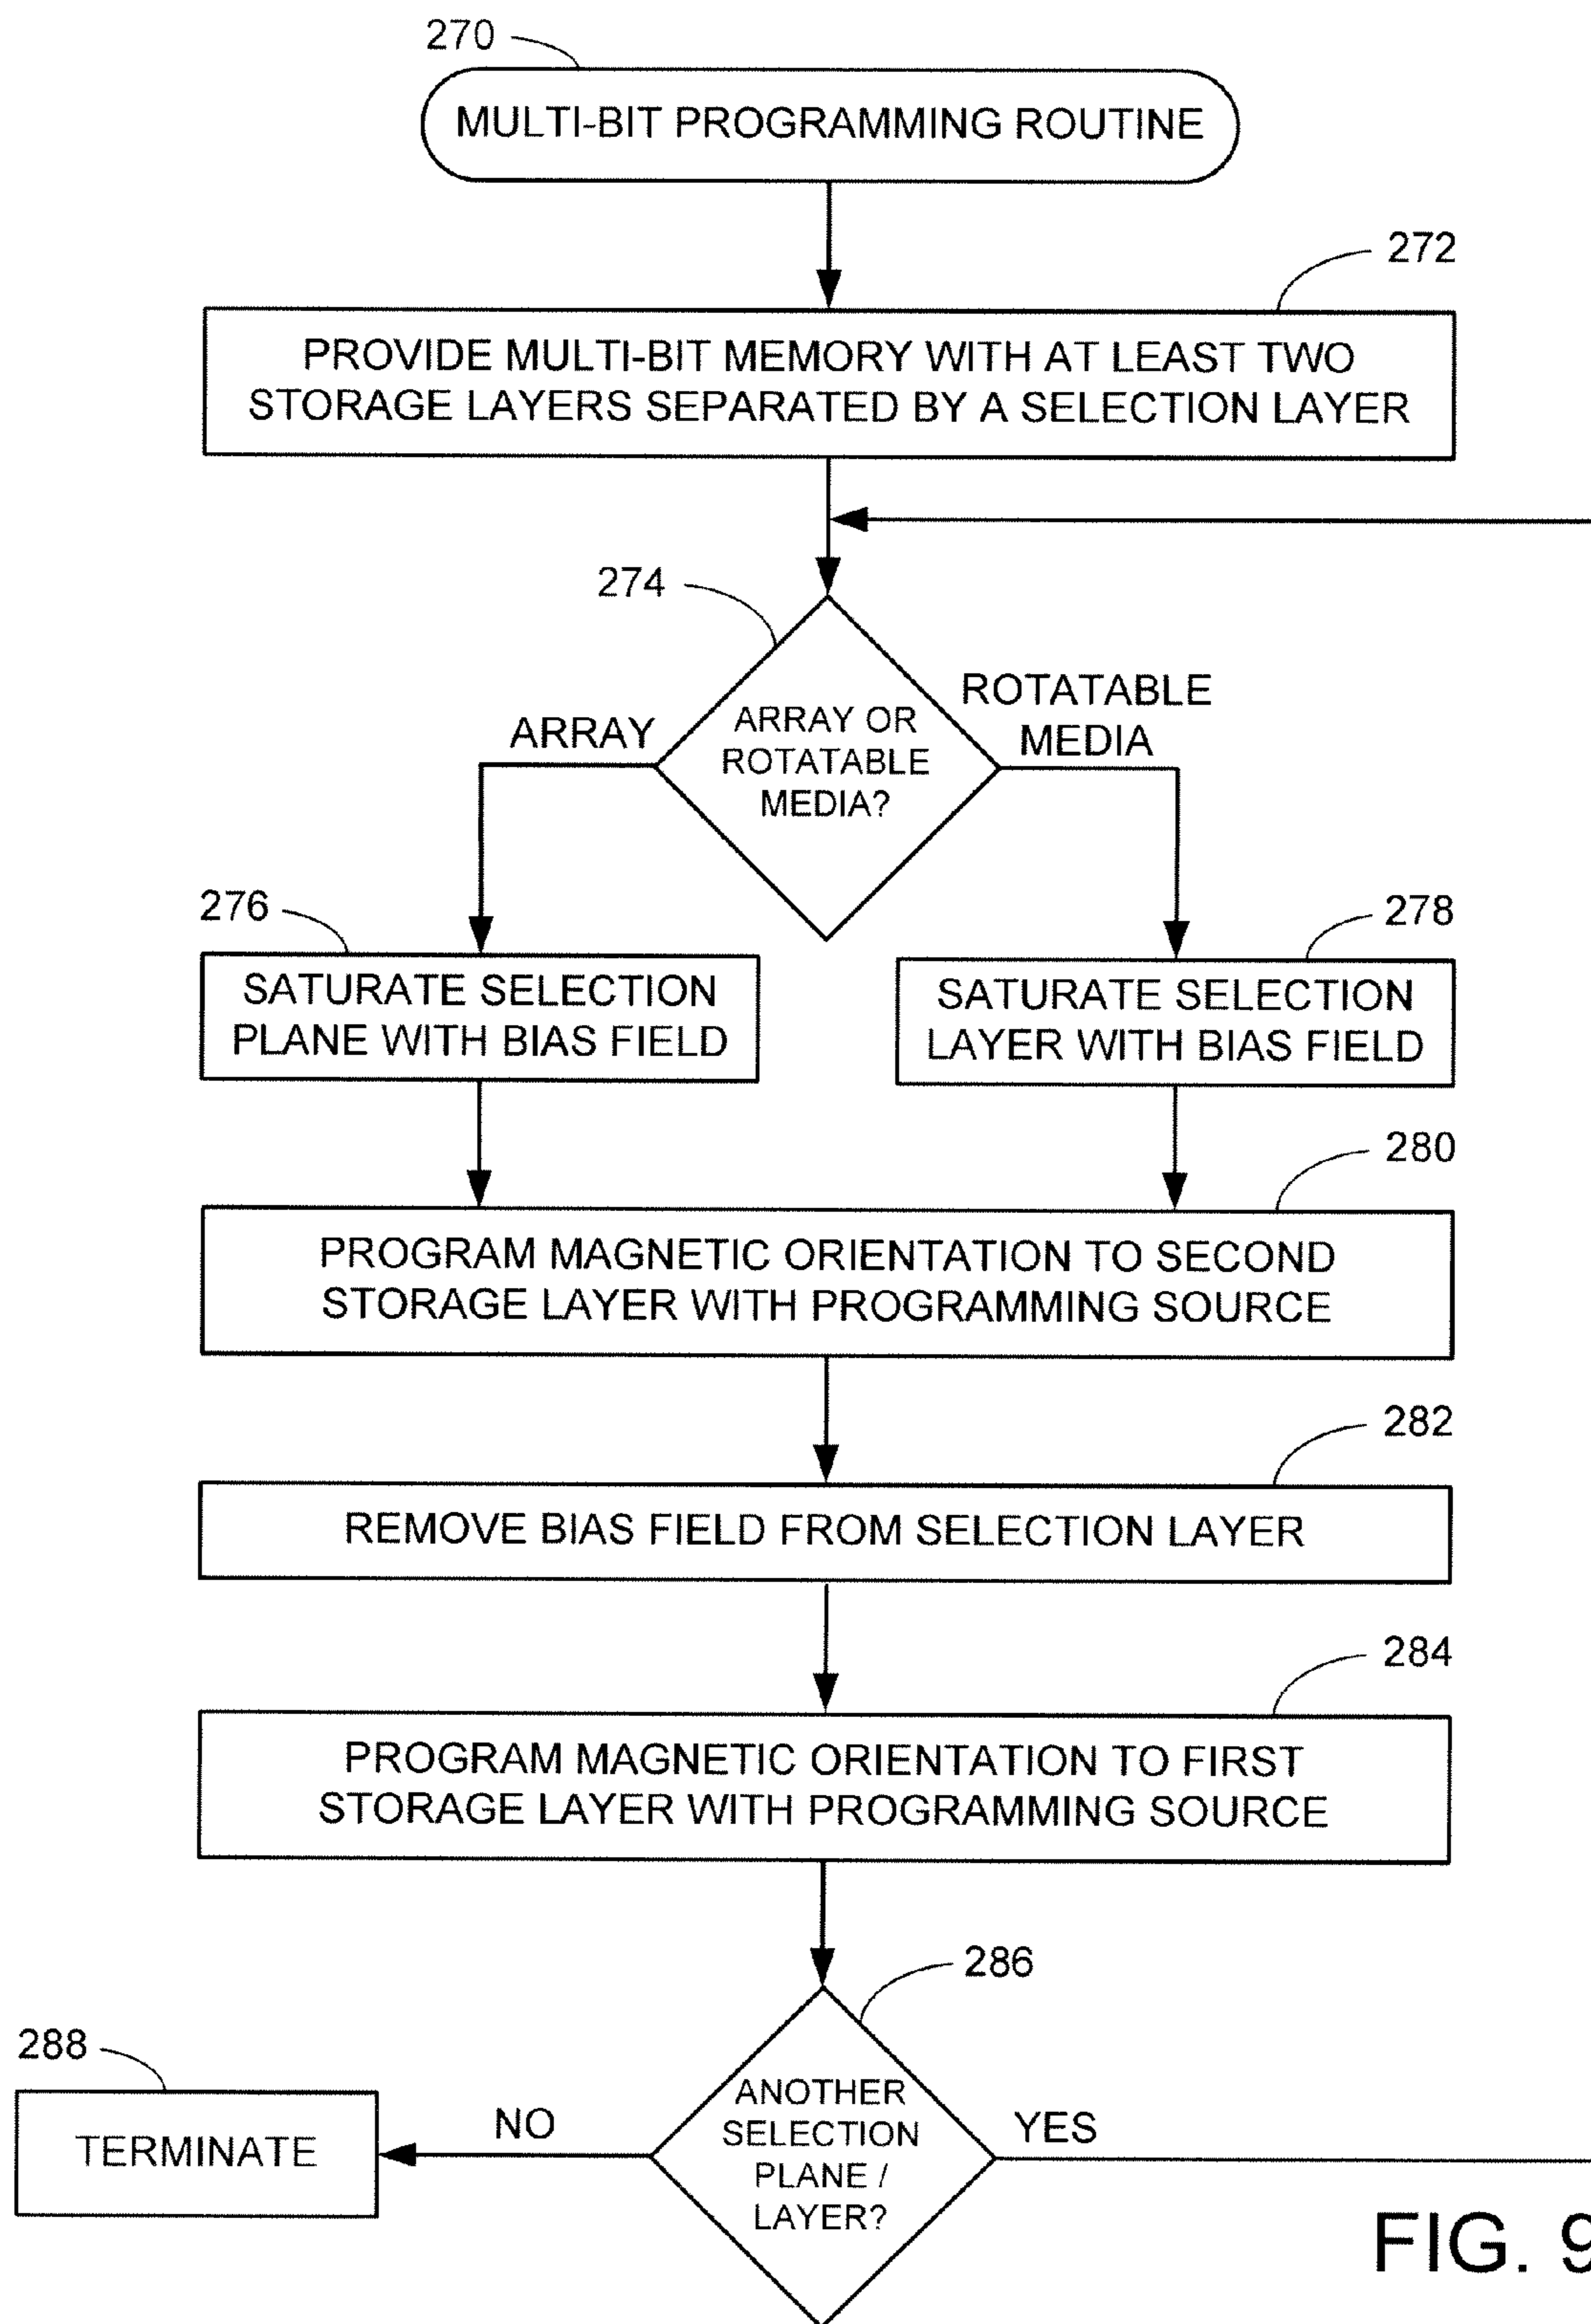 270
MULTI-BIT PROGRAMMING ROUTINE
272
PROVIDE MULTI-BIT MEMORY WITH AT LEAST TWO
STORAGE LAYERS SEPARATED BY A SELECTION LAYER
274
ARRAY
ARRAY OR
ROTATABLE
MEDIA?
ROTATABLE
MEDIA
276
SATURATE SELECTION
PLANE WITH BIAS FIELD
278
SATURATE SELECTION
LAYER WITH BIAS FIELD
280
PROGRAM MAGNETIC ORIENTATION TO SECOND
STORAGE LAYER WITH PROGRAMMING SOURCE
282
REMOVE BIAS FIELD FROM SELECTION LAYER
284
PROGRAM MAGNETIC ORIENTATION TO FIRST
STORAGE LAYER WITH PROGRAMMING SOURCE
286
ANOTHER
SELECTION
PLANE /
LAYER?
NO
YES
288
TERMINATE
FIG. 9